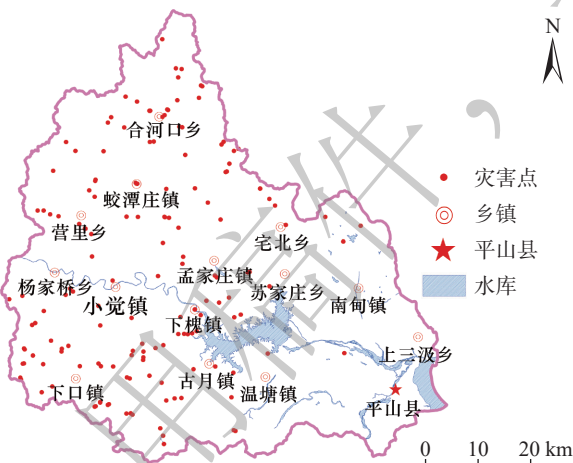 N
合河口乡
蛟潭庄镇
营里乡
宅北乡
杨家桥乡
孟家庄镇
苏家庄乡
小觉镇
南甸镇
下槐镇
上三汲乡
古月镇
下口镇
温塘镇
平山县
灾害点
乡镇
平山县
水库
0 10 20 km
用稿件，